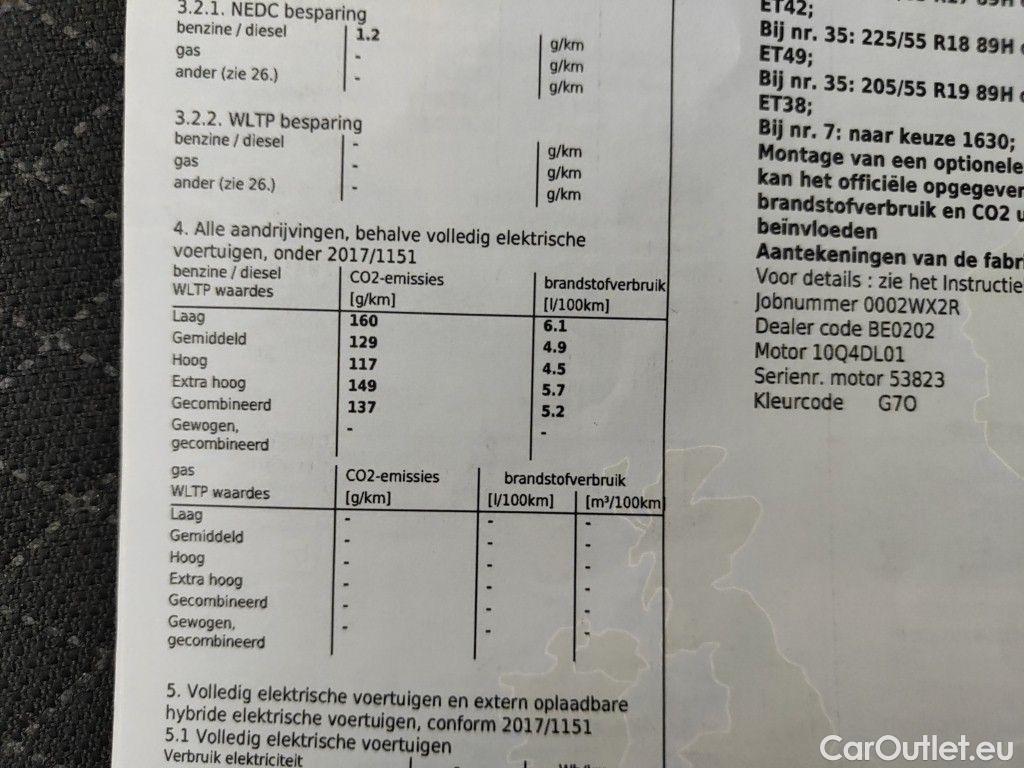 3.2.1. NEDC besparing
benzine / diesel 1.2 g/km
gas - g/km
ander (zie 26.) - g/km
3.2.2. WLTP besparing
benzine / diesel - g/km
gas - g/km
ander (zie 26.) - g/km
4. Alle aandrijvingen, behalve volledig elektrische
voertuigen, onder 2017/1151
benzine / diesel CO2-emissies brandstofverbruik
WLTP waardes [g/km] [l/100km]
Laag 160 6.1
Gemiddeld 129 4.9
Hoog 117 4.5
Extra hoog 149 5.7
Gecombineerd 137 5.2
Gewogen, - -
gecombineerd
gas CO2-emissies brandstofverbruik
WLTP waardes [g/km] [l/100km] [m³/100km]
Laag - - -
Gemiddeld - - -
Hoog - - -
Extra hoog - - -
Gecombineerd - - -
Gewogen, - - -
gecombineerd
5. Volledig elektrische voertuigen en extern oplaadbare
hybride elektrische voertuigen, conform 2017/1151
5.1 Volledig elektrische voertuigen
Verbruik elektriciteit
ET42;
Bij nr. 35: 225/55 R18 89H
ET49;
Bij nr. 35: 205/55 R19 89H
ET38;
Bij nr. 7: naar keuze 1630;
Montage van een optionele
kan het officiële opgegeven
brandstofverbruik en CO2 u
beïnvloeden
Aantekeningen van de fabri
Voor details : zie het Instructie
Jobnummer 0002WX2R
Dealer code BE0202
Motor 10Q4DL01
Serienr. motor 53823
Kleurcode G7O
CarOutlet.eu